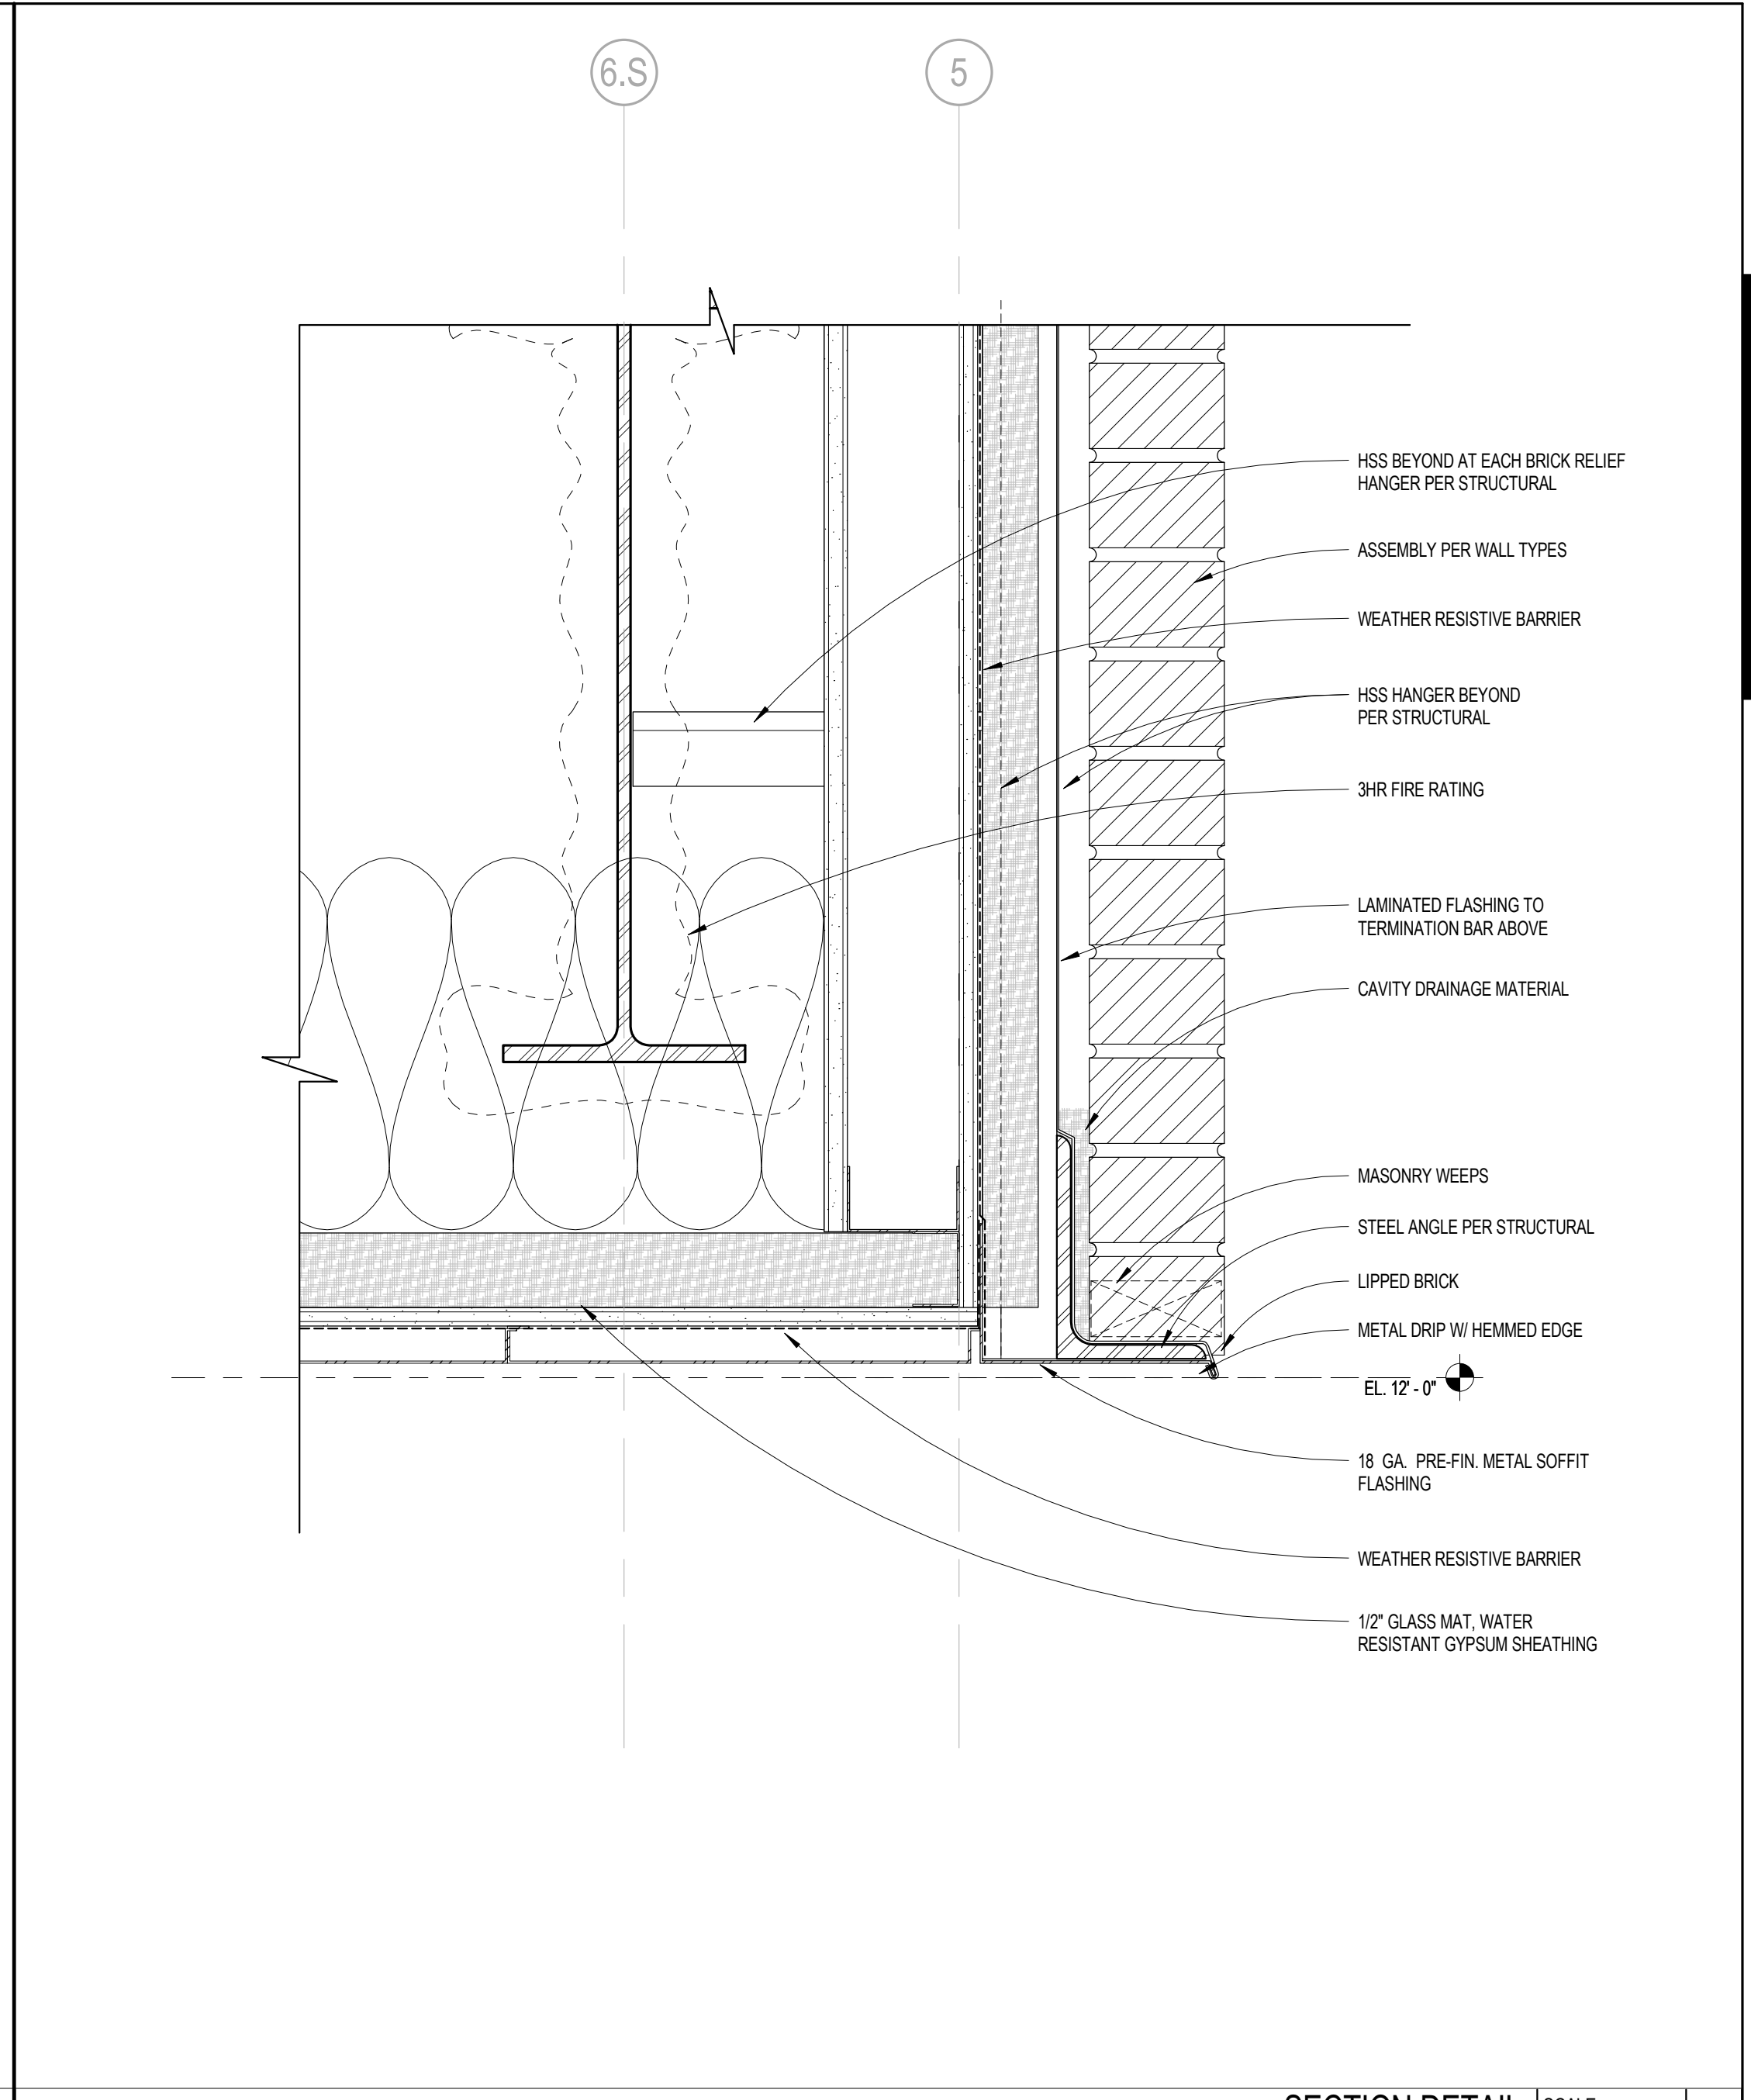 6.S
5
HSS BEYOND AT EACH BRICK RELIEF
HANGER PER STRUCTURAL
ASSEMBLY PER WALL TYPES
WEATHER RESISTIVE BARRIER
HSS HANGER BEYOND
PER STRUCTURAL
3HR FIRE RATING
LAMINATED FLASHING TO
TERMINATION BAR ABOVE
CAVITY DRAINAGE MATERIAL
MASONRY WEEPS
STEEL ANGLE PER STRUCTURAL
LIPPED BRICK
METAL DRIP W/ HEMMED EDGE
EL. 12' - 0"
18 GA. PRE-FIN. METAL SOFFIT
FLASHING
WEATHER RESISTIVE BARRIER
1/2" GLASS MAT, WATER
RESISTANT GYPSUM SHEATHING
SECTION DETAIL
SCALE